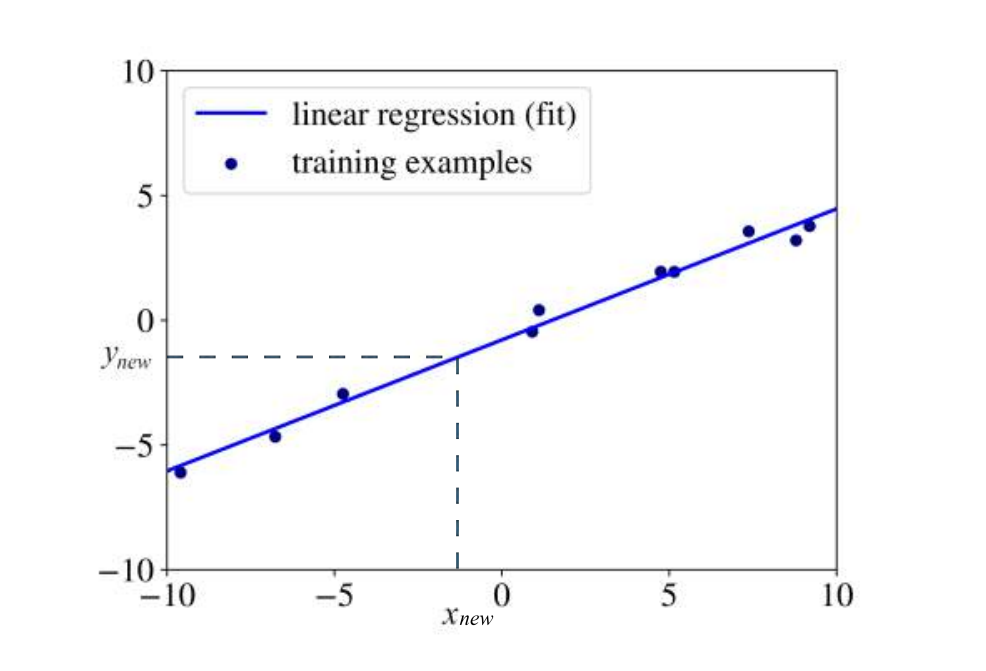 10
linear regression (fit)
training examples
5
0
y_new
−5
−10
−10 −5 0 5 10
x_new